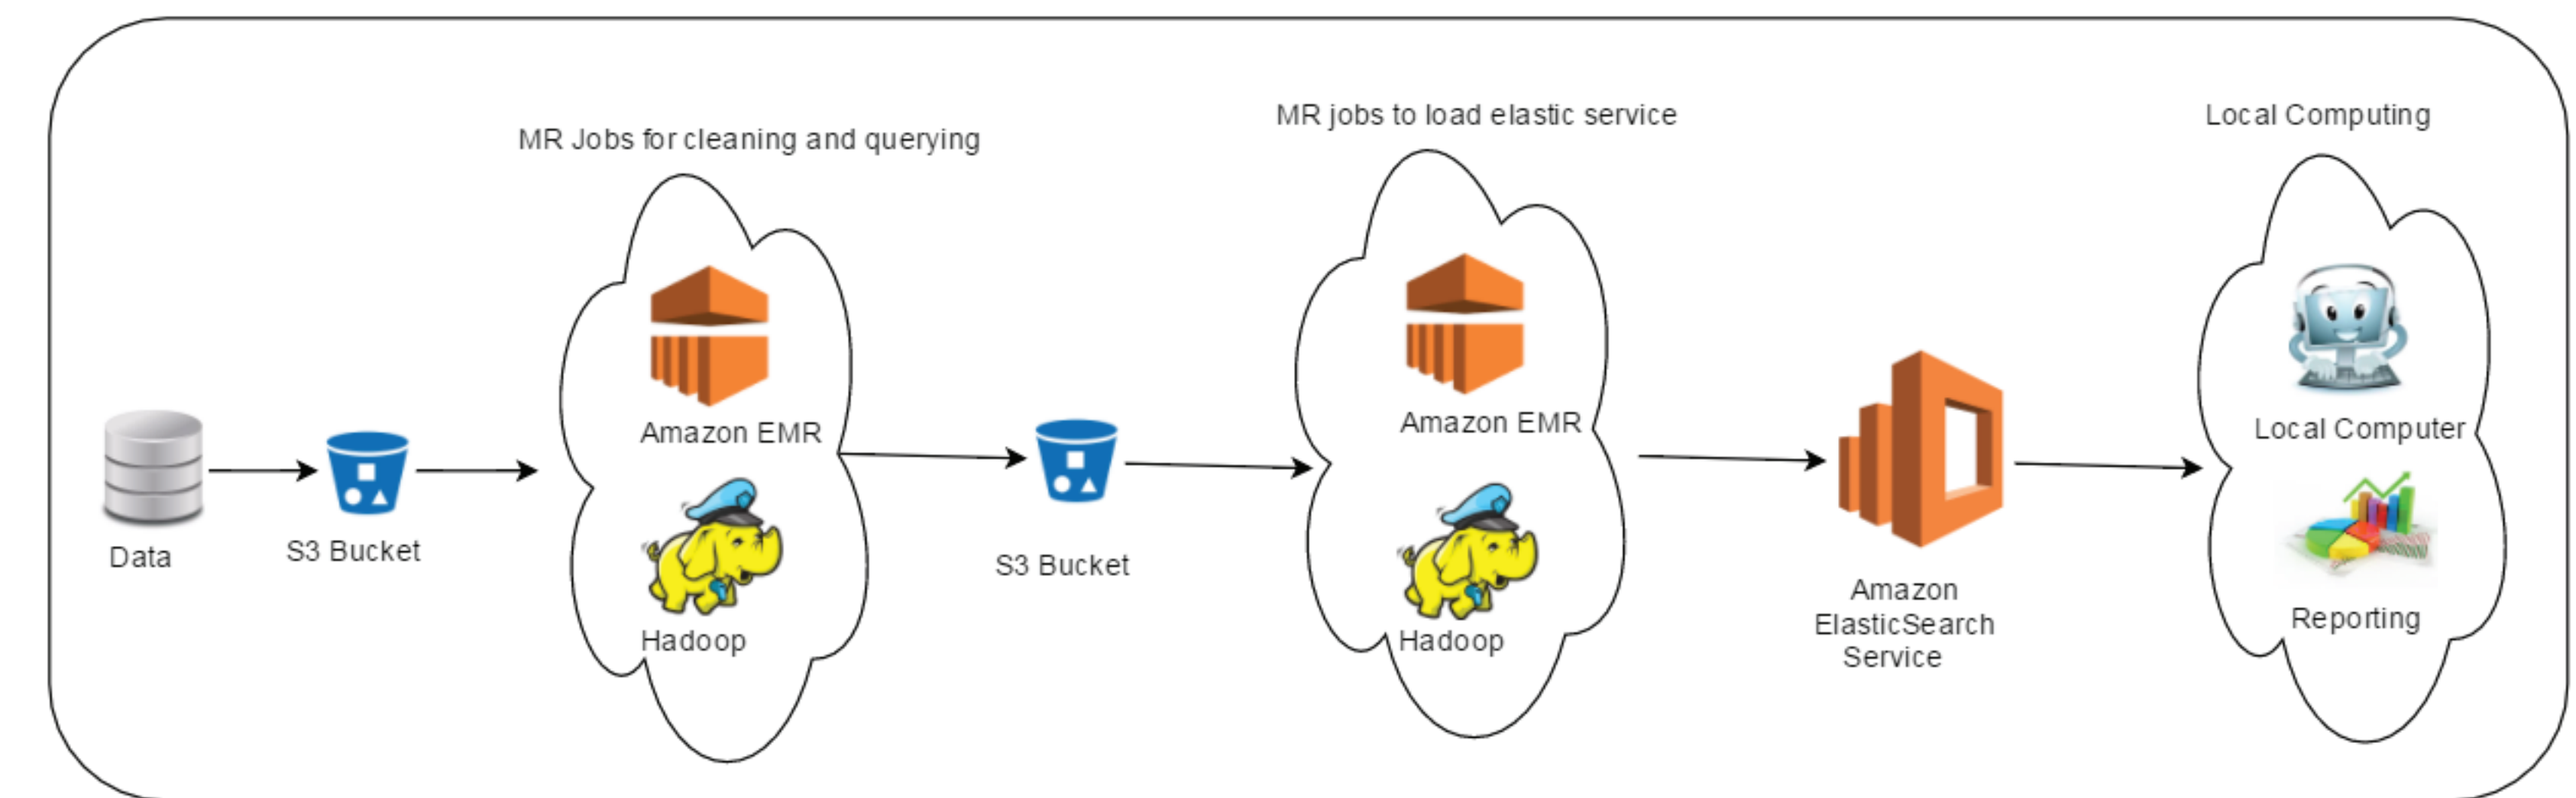 MR Jobs for cleaning and querying
MR jobs to load elastic service
Local Computing
Data
S3 Bucket
Amazon EMR
Hadoop
S3 Bucket
Amazon EMR
Hadoop
Amazon
ElasticSearch
Service
Local Computer
Reporting